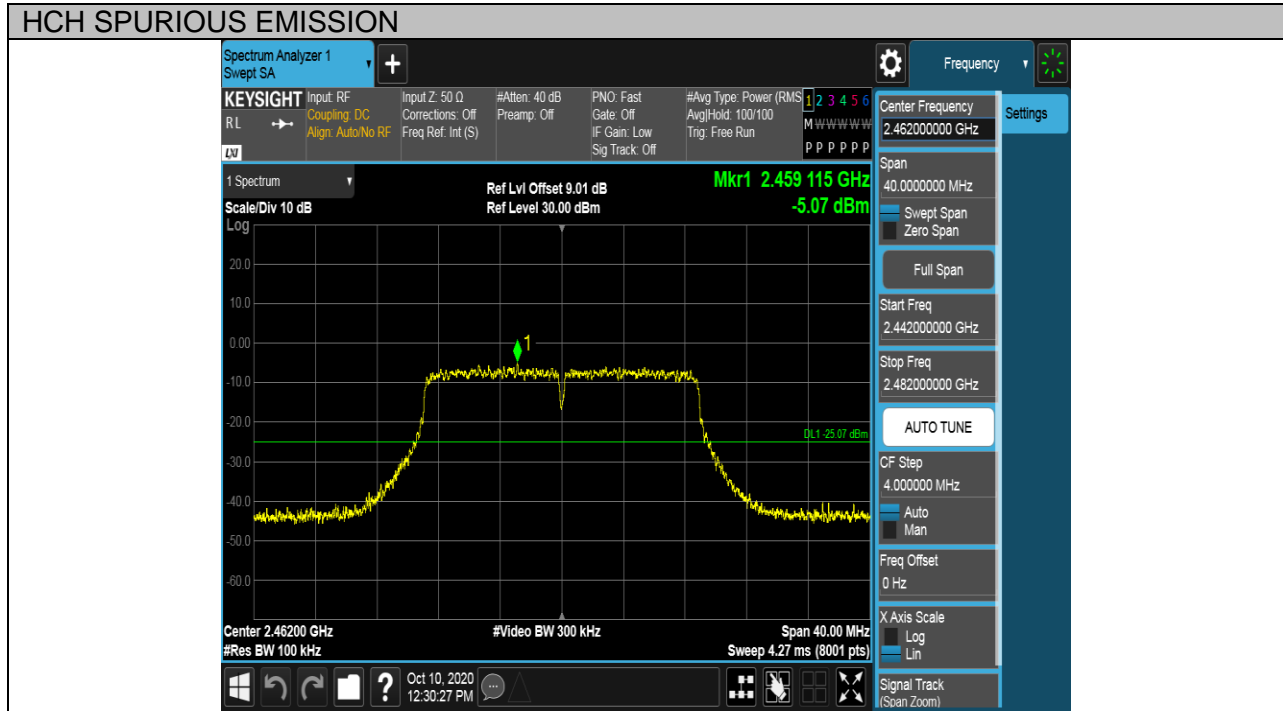 HCH SPURIOUS EMISSION
Spectrum Analyzer 1
Swept SA
+
Frequency
KEYSIGHT
RL
LXI
Input: RF
Coupling: DC
Align: Auto/No RF
Input Z: 50 Ω
Corrections: Off
Freq Ref: Int (S)
#Atten: 40 dB
Preamp: Off
PNO: Fast
Gate: Off
IF Gain: Low
Sig Track: Off
#Avg Type: Power (RMS
Avg|Hold: 100/100
Trig: Free Run
1 2 3 4 5 6
M W W W W W
P P P P P P
1 Spectrum
Scale/Div 10 dB
Ref Lvl Offset 9.01 dB
Ref Level 30.00 dBm
Mkr1 2.459 115 GHz
-5.07 dBm
Log
20.0
10.0
0.00
-10.0
-20.0
-30.0
-40.0
-50.0
-60.0
1
DL1 -25.07 dBm
Center 2.46200 GHz
#Res BW 100 kHz
#Video BW 300 kHz
Span 40.00 MHz
Sweep 4.27 ms (8001 pts)
?
Oct 10, 2020
12:30:27 PM
Center Frequency
2.462000000 GHz
Settings
Span
40.0000000 MHz
Swept Span
Zero Span
Full Span
Start Freq
2.442000000 GHz
Stop Freq
2.482000000 GHz
AUTO TUNE
CF Step
4.000000 MHz
Auto
Man
Freq Offset
0 Hz
X Axis Scale
Log
Lin
Signal Track
(Span Zoom)